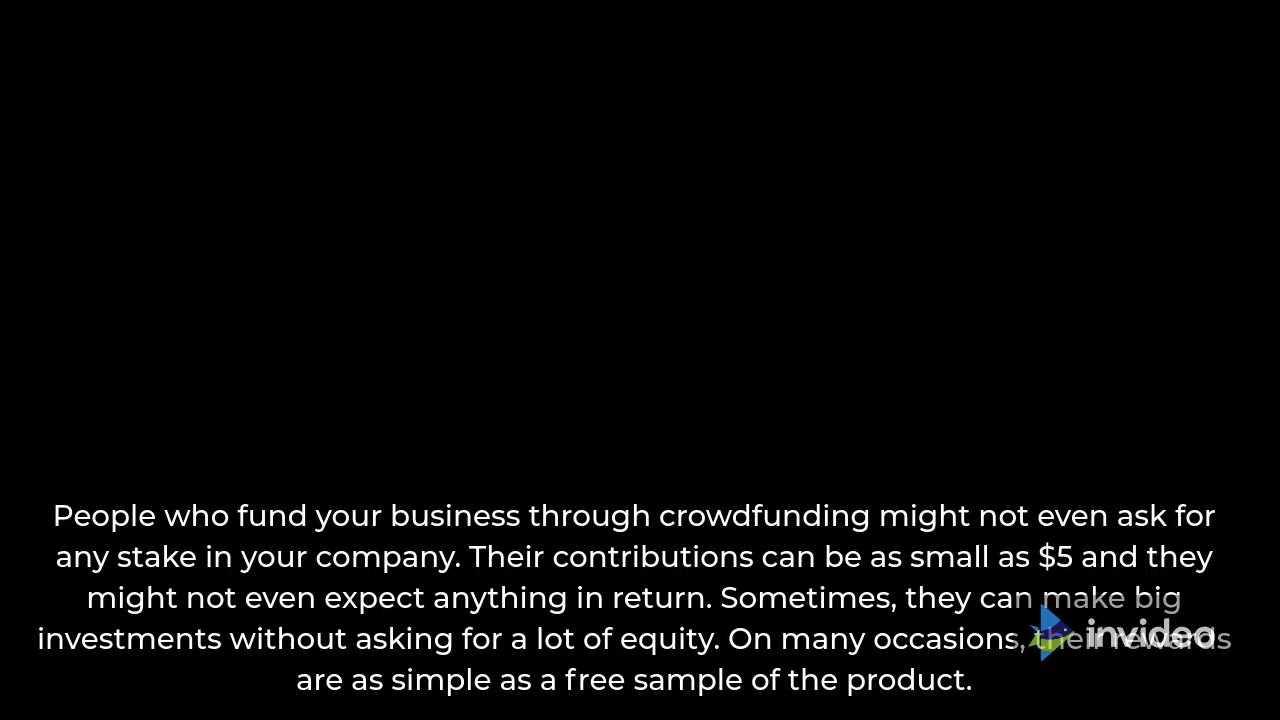 People who fund your business through crowdfunding might not even ask for
any stake in your company. Their contributions can be as small as $5 and they
might not even expect anything in return. Sometimes, they can make big
investments without asking for a lot of equity. On many occasions, their rewards
are as simple as a free sample of the product.
invideo